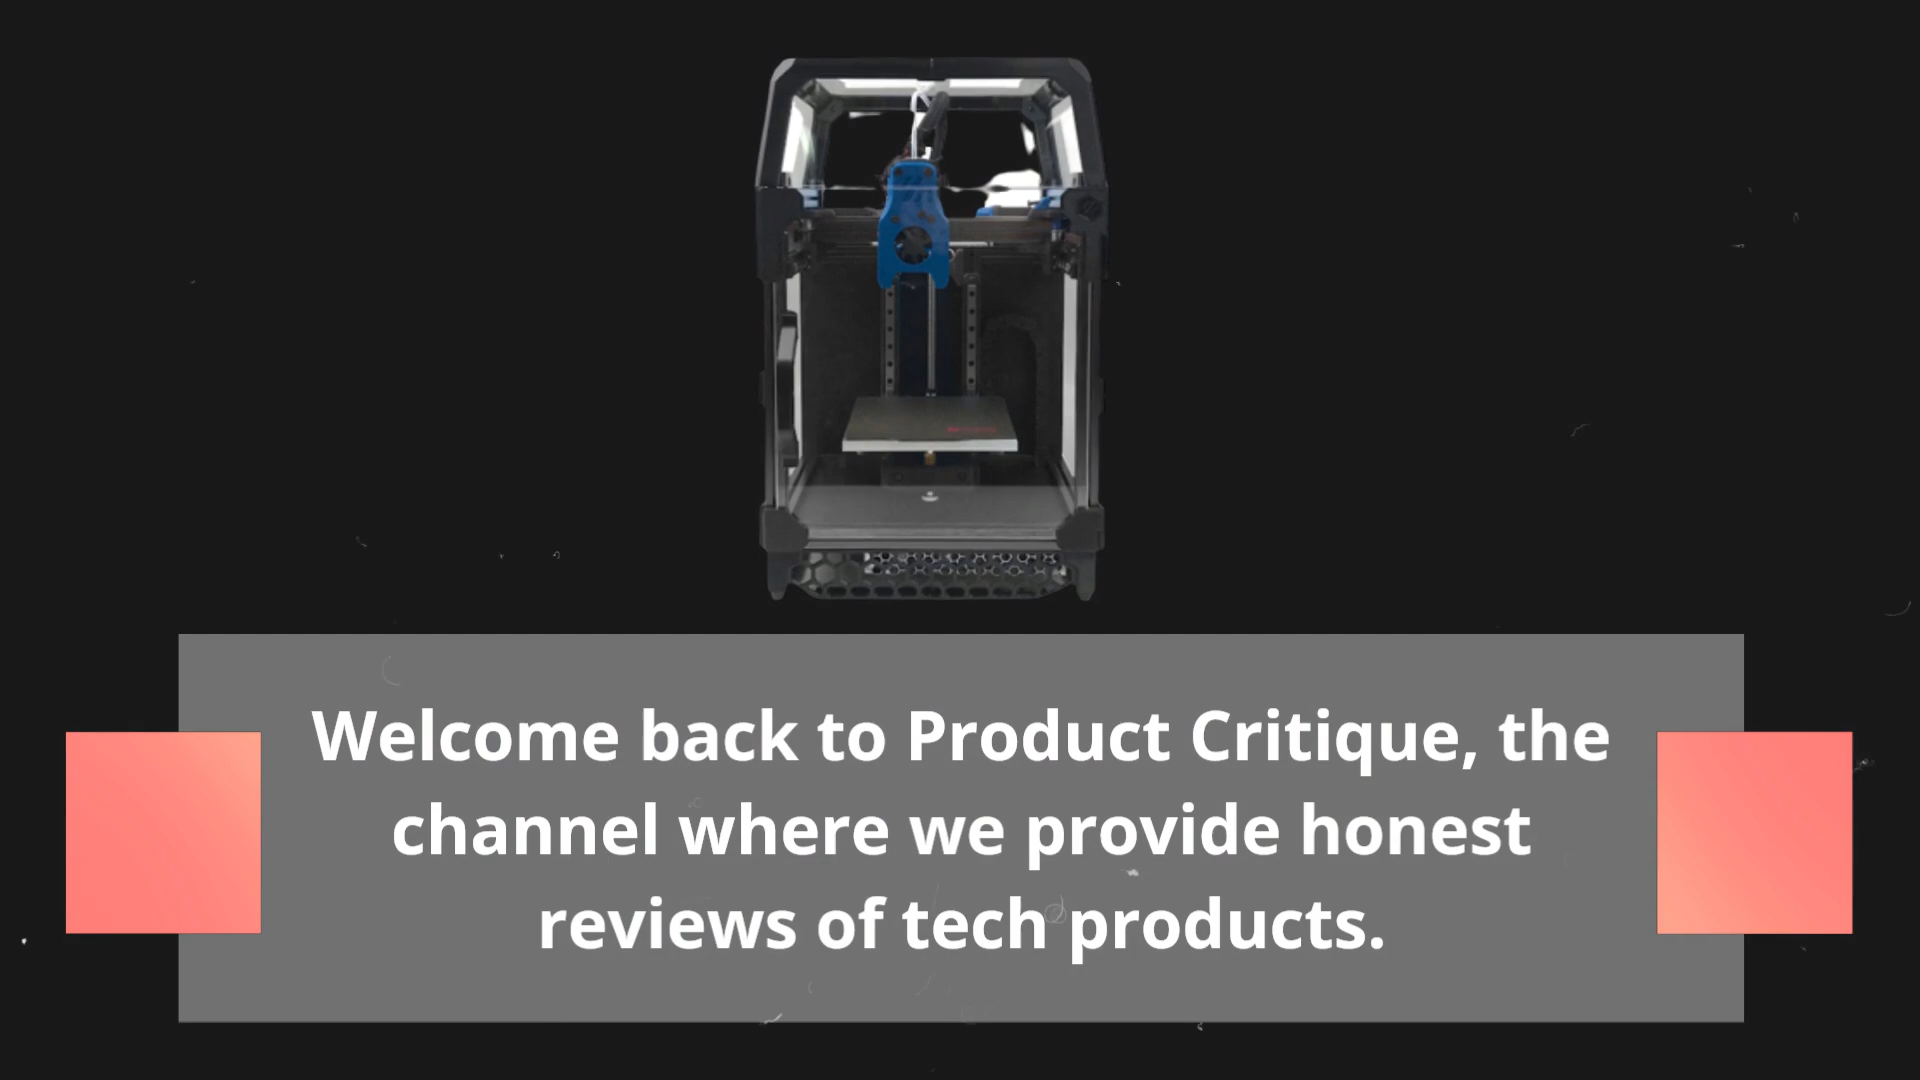 Welcome back to Product Critique, the
channel where we provide honest
reviews of tech products.